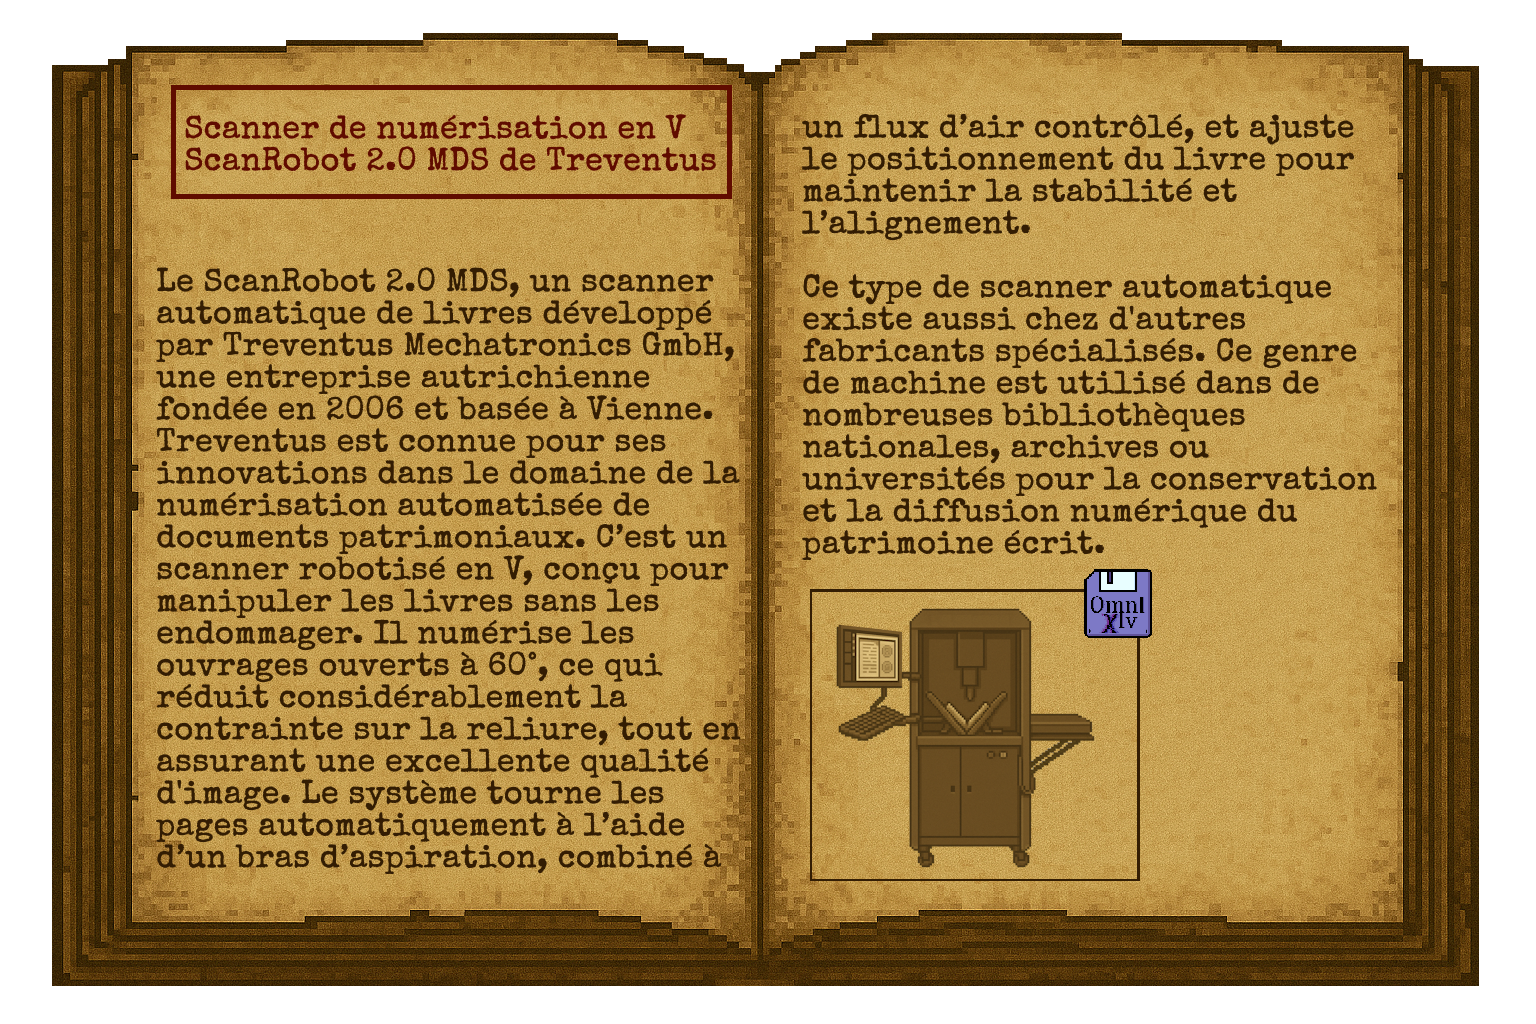 Scanner de numérisation en V
ScanRobot 2.0 MDS de Treventus
Le ScanRobot 2.0 MDS, un scanner
automatique de livres développé
par Treventus Mechatronics GmbH,
une entreprise autrichienne
fondée en 2006 et basée à Vienne.
Treventus est connue pour ses
innovations dans le domaine de la
numérisation automatisée de
documents patrimoniaux. C’est un
scanner robotisé en V, conçu pour
manipuler les livres sans les
endommager. Il numérise les
ouvrages ouverts à 60°, ce qui
réduit considérablement la
contrainte sur la reliure, tout en
assurant une excellente qualité
d'image. Le système tourne les
pages automatiquement à l’aide
d’un bras d’aspiration, combiné à
un flux d’air contrôlé, et ajuste
le positionnement du livre pour
maintenir la stabilité et
l’alignement.
Ce type de scanner automatique
existe aussi chez d'autres
fabricants spécialisés. Ce genre
de machine est utilisé dans de
nombreuses bibliothèques
nationales, archives ou
universités pour la conservation
et la diffusion numérique du
patrimoine écrit.
OmnI
XIv